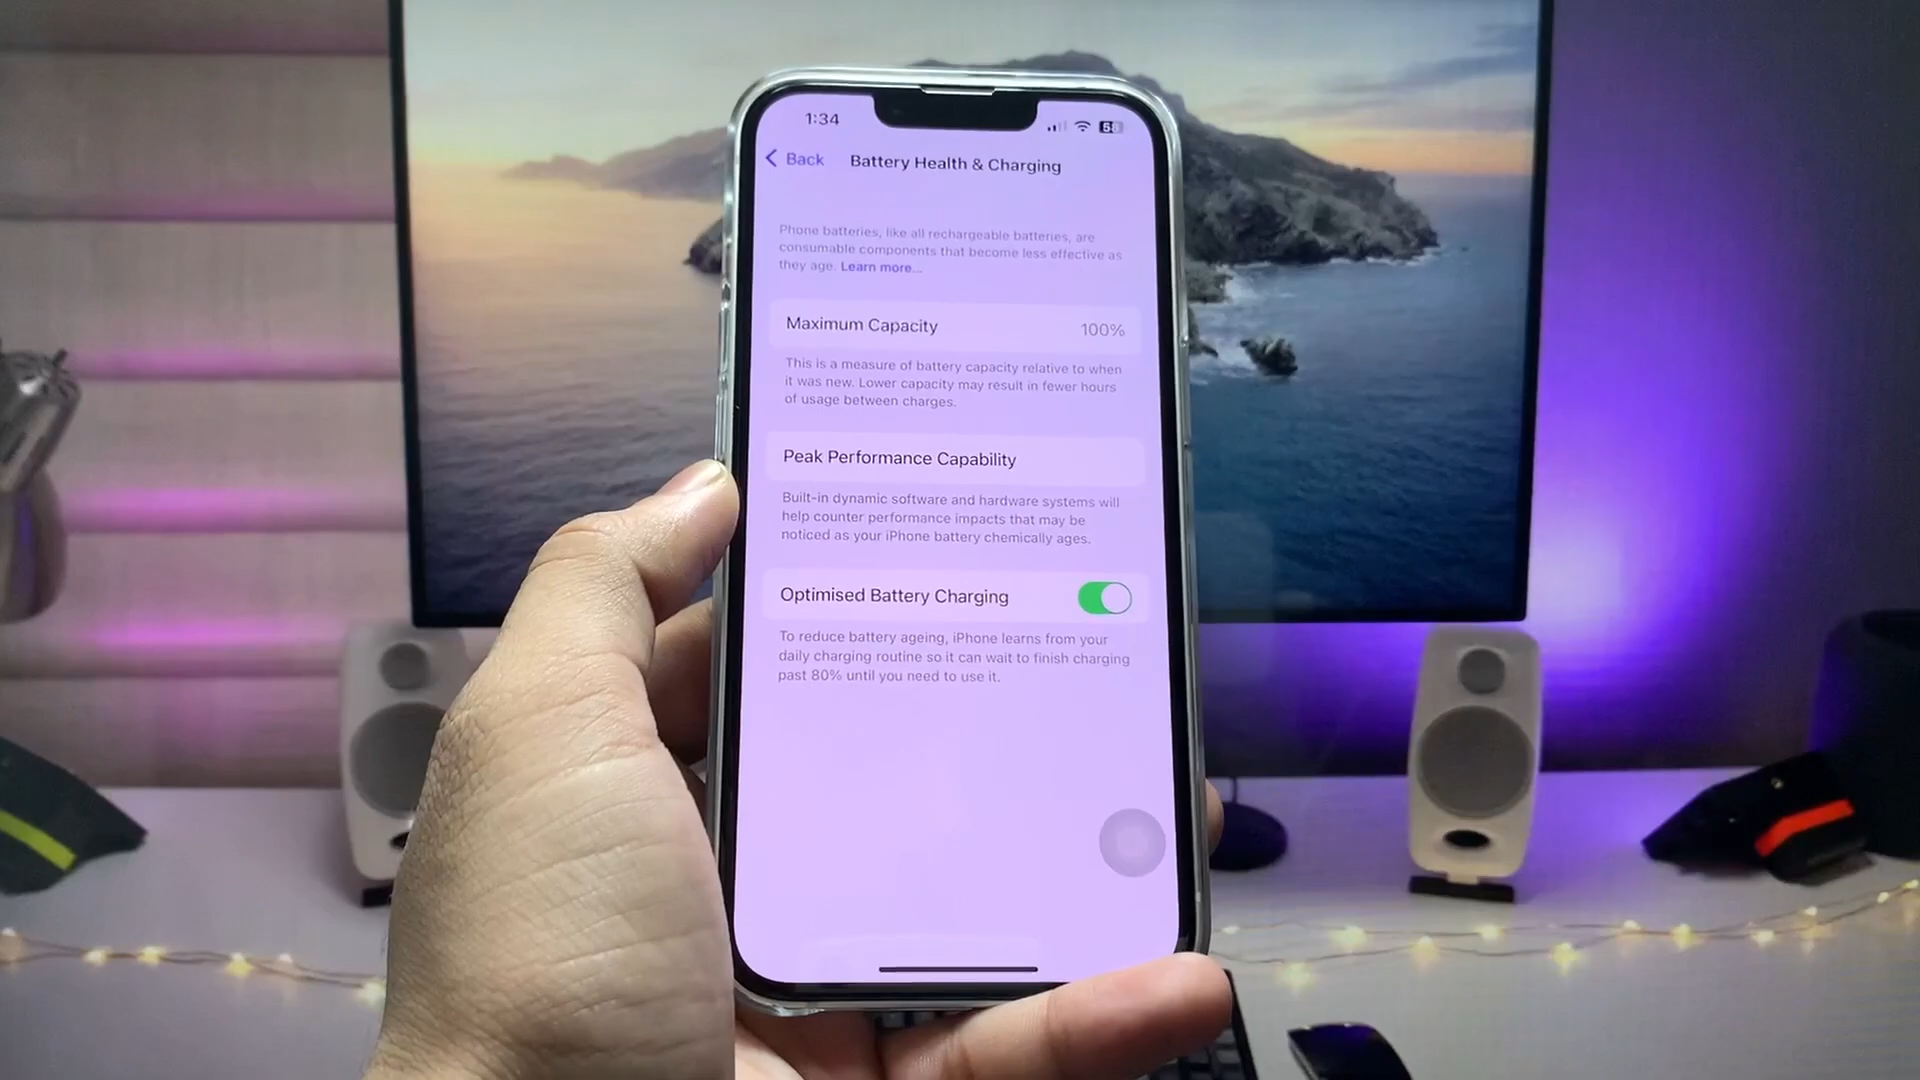 1:34
Back
Battery Health & Charging
Phone batteries, like all rechargeable batteries, are
consumable components that become less effective as
they age. Learn more...
Maximum Capacity 100%
This is a measure of battery capacity relative to when
it was new. Lower capacity may result in fewer hours
of usage between charges.
Peak Performance Capability
Built-in dynamic software and hardware systems will
help counter performance impacts that may be
noticed as your iPhone battery chemically ages.
Optimised Battery Charging
To reduce battery ageing, iPhone learns from your
daily charging routine so it can wait to finish charging
past 80% until you need to use it.